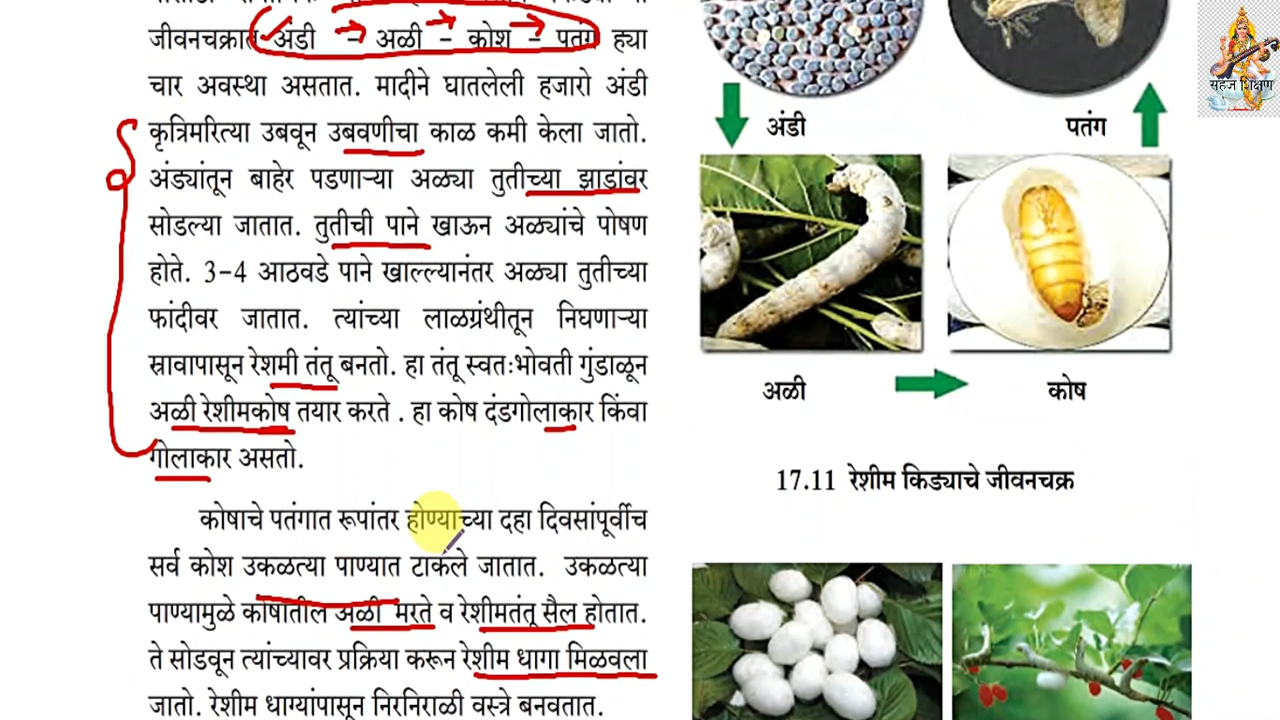 जीवनचक्रात अंडी - अळी - कोश - पतंग ह्या
चार अवस्था असतात. मादीने घातलेली हजारो अंडी
कृत्रिमरित्या उबवून उबवणीचा काळ कमी केला जातो.
अंड्यांतून बाहेर पडणाऱ्या अळ्या तुतीच्या झाडांवर
सोडल्या जातात. तुतीची पाने खाऊन अळ्यांचे पोषण
होते. 3-4 आठवडे पाने खाल्ल्यानंतर अळ्या तुतीच्या
फांदीवर जातात. त्यांच्या लाळग्रंथीतून निघणाऱ्या
स्रावापासून रेशमी तंतू बनतो. हा तंतू स्वतःभोवती गुंडाळून
अळी रेशीमकोष तयार करते . हा कोष दंडगोलाकार किंवा
गोलाकार असतो.
कोषाचे पतंगात रूपांतर होण्याच्या दहा दिवसांपूर्वीच
सर्व कोश उकळत्या पाण्यात टाकले जातात. उकळत्या
पाण्यामुळे कोषातील अळी मरते व रेशीमतंतू सैल होतात.
ते सोडवून त्यांच्यावर प्रक्रिया करून रेशीम धागा मिळवला
जातो. रेशीम धाग्यांपासून निरनिराळी वस्त्रे बनवतात.
अंडी
पतंग
अळी
कोष
17.11 रेशीम किड्याचे जीवनचक्र
सहज शिक्षण